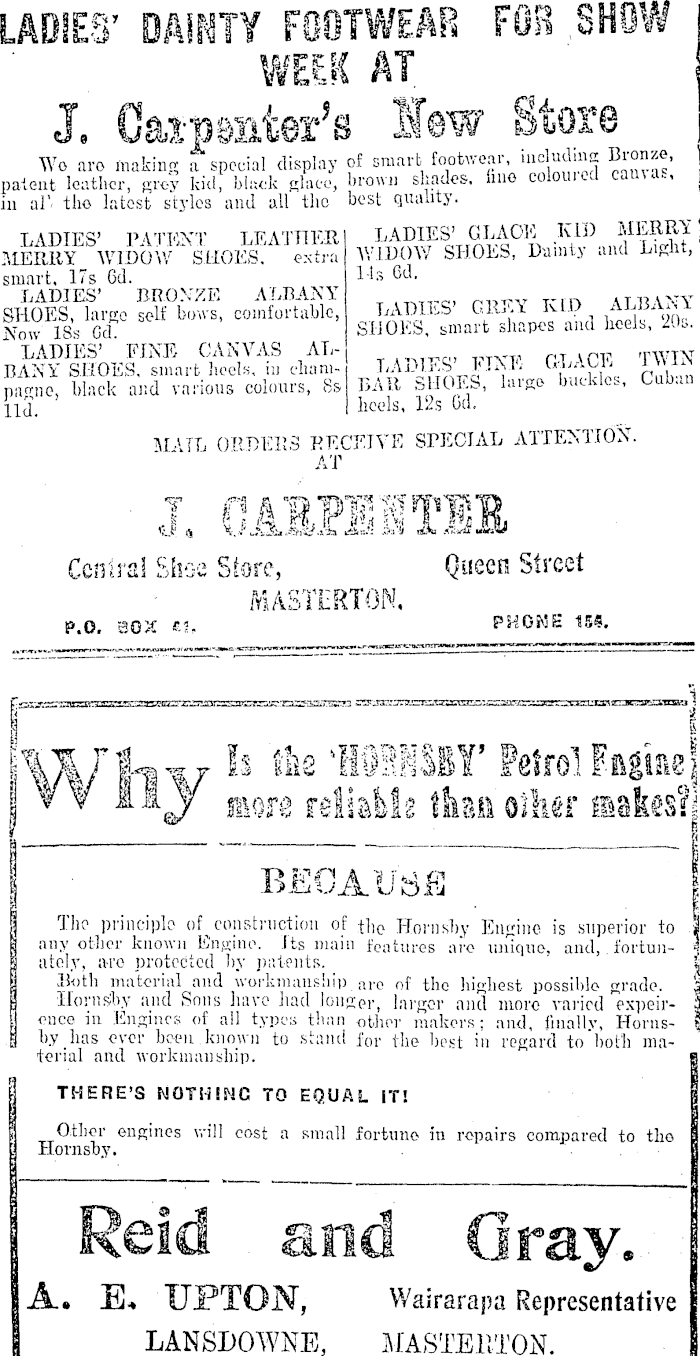 LADIES' DAINTY FOOTWEAR FOR SHOW
WEEK AT
J. Carpenter's New Store
We are making a special display of smart footwear, including Bronze,
patent leather, grey kid, black glace, brown shades, fine coloured canvas,
in al' the latest styles and all the best quality.
LADIES' PATENT LEATHER
MERRY WIDOW SHOES, extra
smart, 17s 6d.
LADIES' BRONZE ALBANY
SHOES, large self bows, comfortable,
Now 18s 6d.
LADIES' FINE CANVAS AL-
BANY SHOES, smart heels, in cham-
pagne, black and various colours, 8s
11d.
LADIES' GLACE KID MERRY
WIDOW SHOES, Dainty and Light,
14s 6d.
LADIES' GREY KID ALBANY
SHOES, smart shapes and heels, 20s.
LADIES' FINE GLACE TWIN
BAR SHOES, large buckles, Cuban
heels, 12s 6d.
MAIL ORDERS RECEIVE SPECIAL ATTENTION.
AT
J. CARPENTER
Central Shoe Store, Queen Street
MASTERTON.
P.O. BOX 41. PHONE 156.
Why Is the 'HORNSBY' Petrol Engine
more reliable than other makes?
BECAUSE
The principle of construction of the Hornsby Engine is superior to
any other known Engine. Its main features are unique, and, fortun-
ately, are protected by patents.
Both material and workmanship are of the highest possible grade.
Hornsby and Sons have had longer, larger and more varied expeir-
ence in Engines of all types than other makers; and, finally, Horns-
by has ever been known to stand for the best in regard to both ma-
terial and workmanship.
THERE'S NOTHING TO EQUAL IT!
Other engines will cost a small fortune in repairs compared to the
Hornsby.
Reid and Gray.
A. E. UPTON, Wairarapa Representative
LANSDOWNE, MASTERTON.